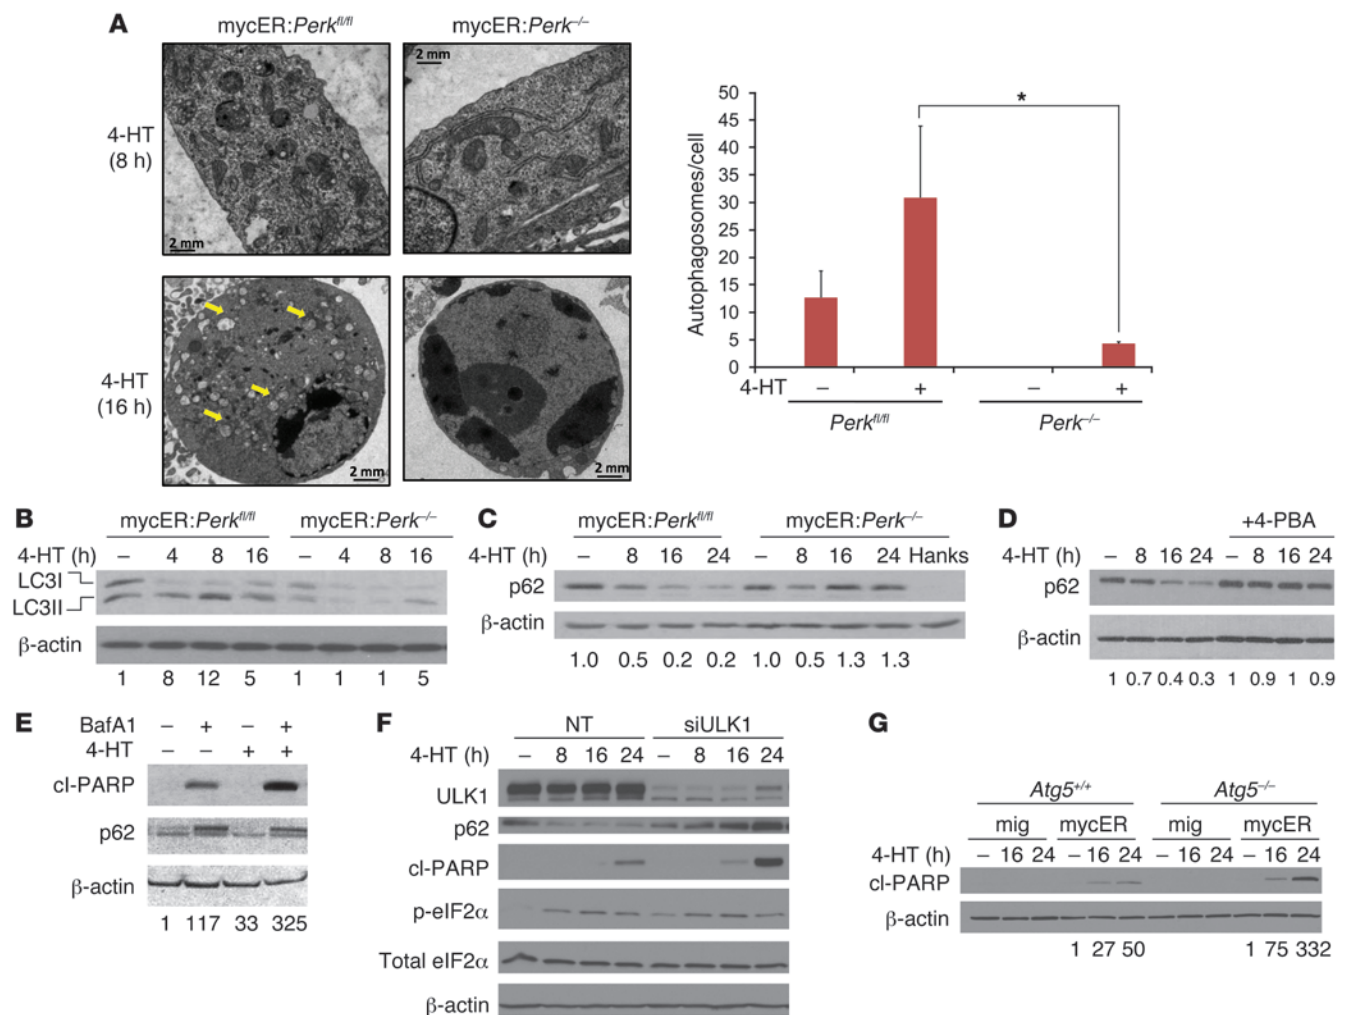 A
mycER:Perkfl/fl
mycER:Perk–/–
4-HT
(8 h)
2 mm
2 mm
4-HT
(16 h)
2 mm
2 mm
Autophagosomes/cell
50
45
40
35
30
25
20
15
10
5
0
*
4-HT – + – +
Perkfl/fl Perk–/–
B
mycER:Perkfl/fl mycER:Perk–/–
4-HT (h) – 4 8 16 – 4 8 16
LC3I
LC3II
β-actin
1 8 12 5 1 1 1 5
C
mycER:Perkfl/fl mycER:Perk–/–
4-HT (h) – 8 16 24 – 8 16 24 Hanks
p62
β-actin
1.0 0.5 0.2 0.2 1.0 0.5 1.3 1.3
D
+4-PBA
4-HT (h) – 8 16 24 – 8 16 24
p62
β-actin
1 0.7 0.4 0.3 1 0.9 1 0.9
E
BafA1 – + – +
4-HT – – + +
cl-PARP
p62
β-actin
1 117 33 325
F
NT siULK1
4-HT (h) – 8 16 24 – 8 16 24
ULK1
p62
cl-PARP
p-eIF2α
Total eIF2α
β-actin
G
Atg5+/+ Atg5–/–
mig mycER mig mycER
4-HT (h) – 16 24 – 16 24 – 16 24 – 16 24
cl-PARP
β-actin
1 27 50 1 75 332